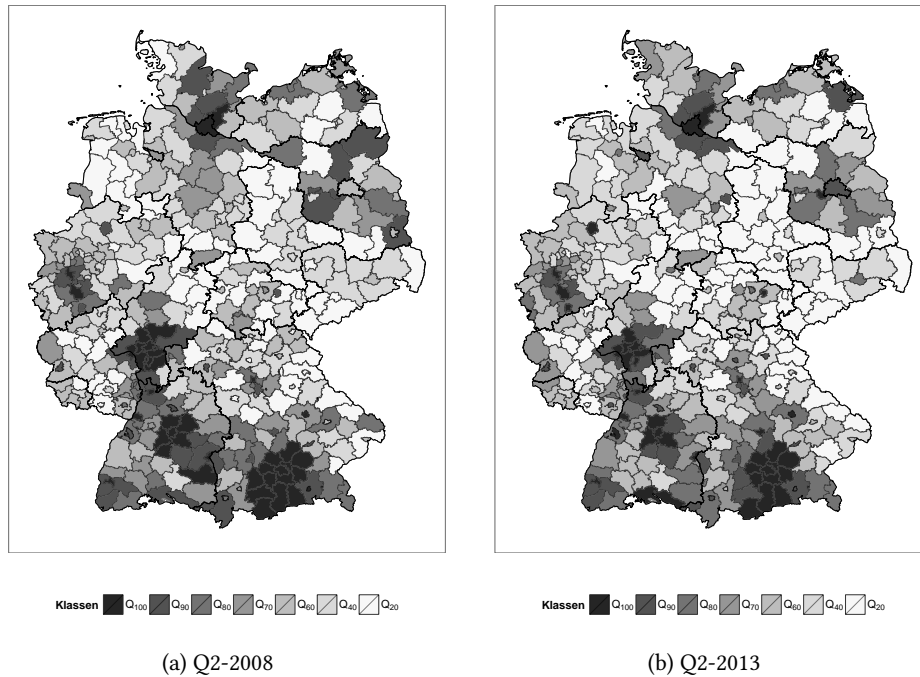 Klassen Q₁₀₀ Q₉₀ Q₈₀ Q₇₀ Q₆₀ Q₄₀ Q₂₀
Klassen Q₁₀₀ Q₉₀ Q₈₀ Q₇₀ Q₆₀ Q₄₀ Q₂₀
(a) Q2-2008
(b) Q2-2013